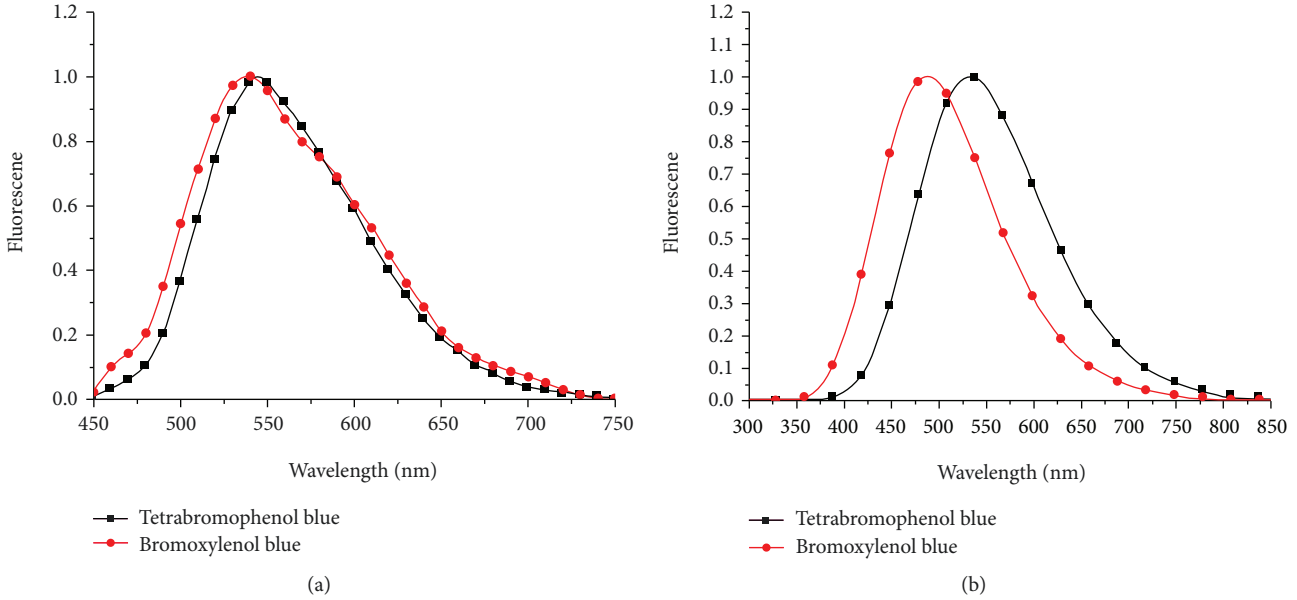 1.2
1.0
0.8
0.6
0.4
0.2
0.0
Fluorescene
450 500 550 600 650 700 750
Wavelength (nm)
Tetrabromophenol blue
Bromoxylenol blue
(a)
1.2
1.1
1.0
0.9
0.8
0.7
0.6
0.5
0.4
0.3
0.2
0.1
0.0
Fluorescene
300 350 400 450 500 550 600 650 700 750 800 850
Wavelength (nm)
Tetrabromophenol blue
Bromoxylenol blue
(b)